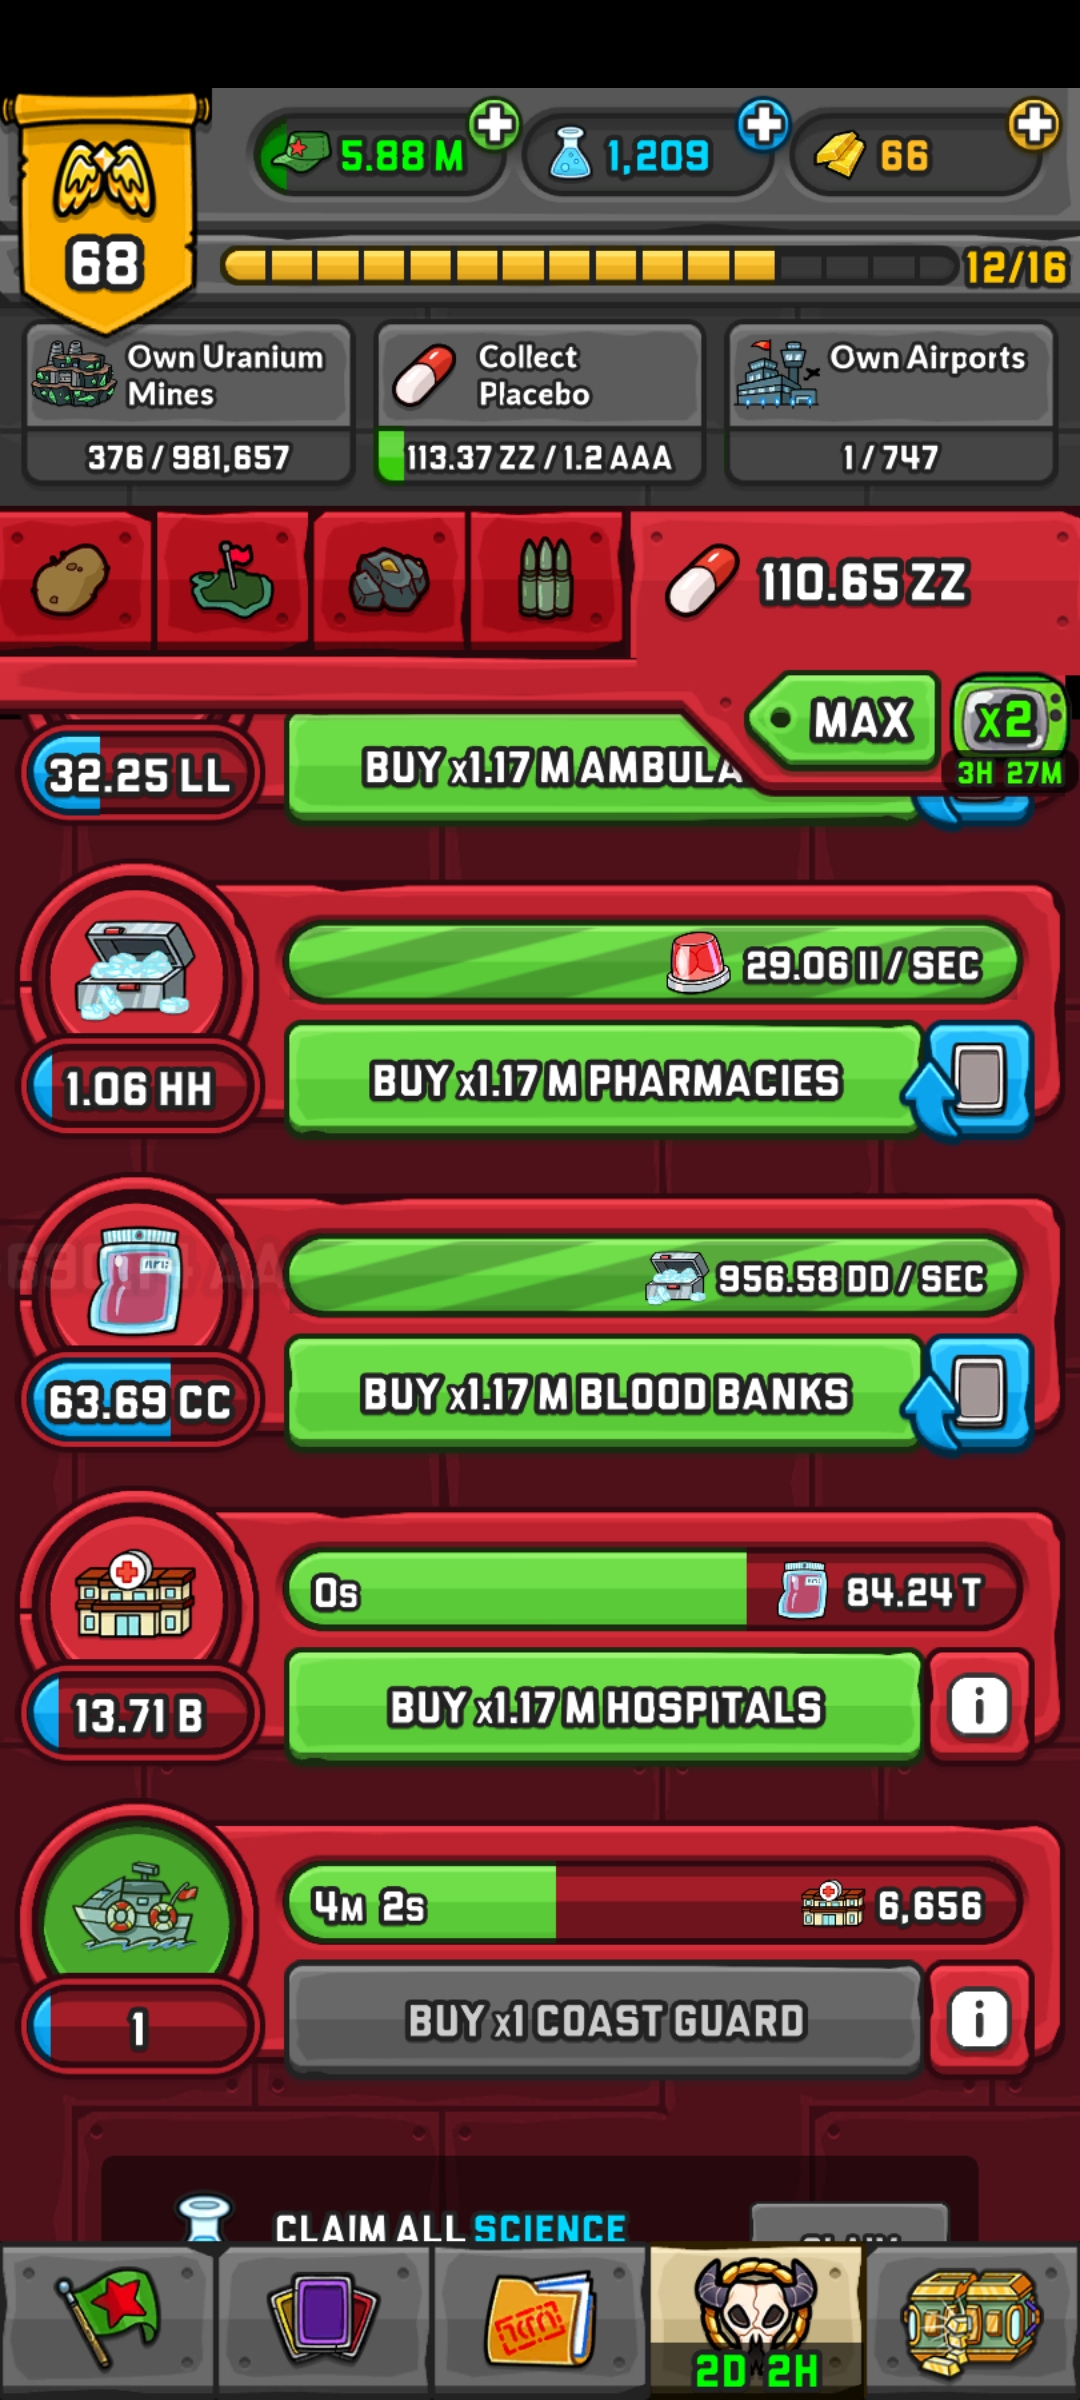 5.88 M
1,209
66
68
12/16
Own Uranium
Mines
376 / 981,657
Collect
Placebo
113.37 ZZ / 1.2 AAA
Own Airports
1 / 747
110.65 ZZ
MAX
x2
3H 27M
32.25 LL
BUY x1.17 M AMBULA
29.06 II / SEC
1.06 HH
BUY x1.17 M PHARMACIES
956.58 DD / SEC
63.69 CC
BUY x1.17 M BLOOD BANKS
0s
84.24 T
13.71 B
BUY x1.17 M HOSPITALS
i
4M 2s
6,656
1
BUY x1 COAST GUARD
i
CLAIM ALL SCIENCE
2D 2H